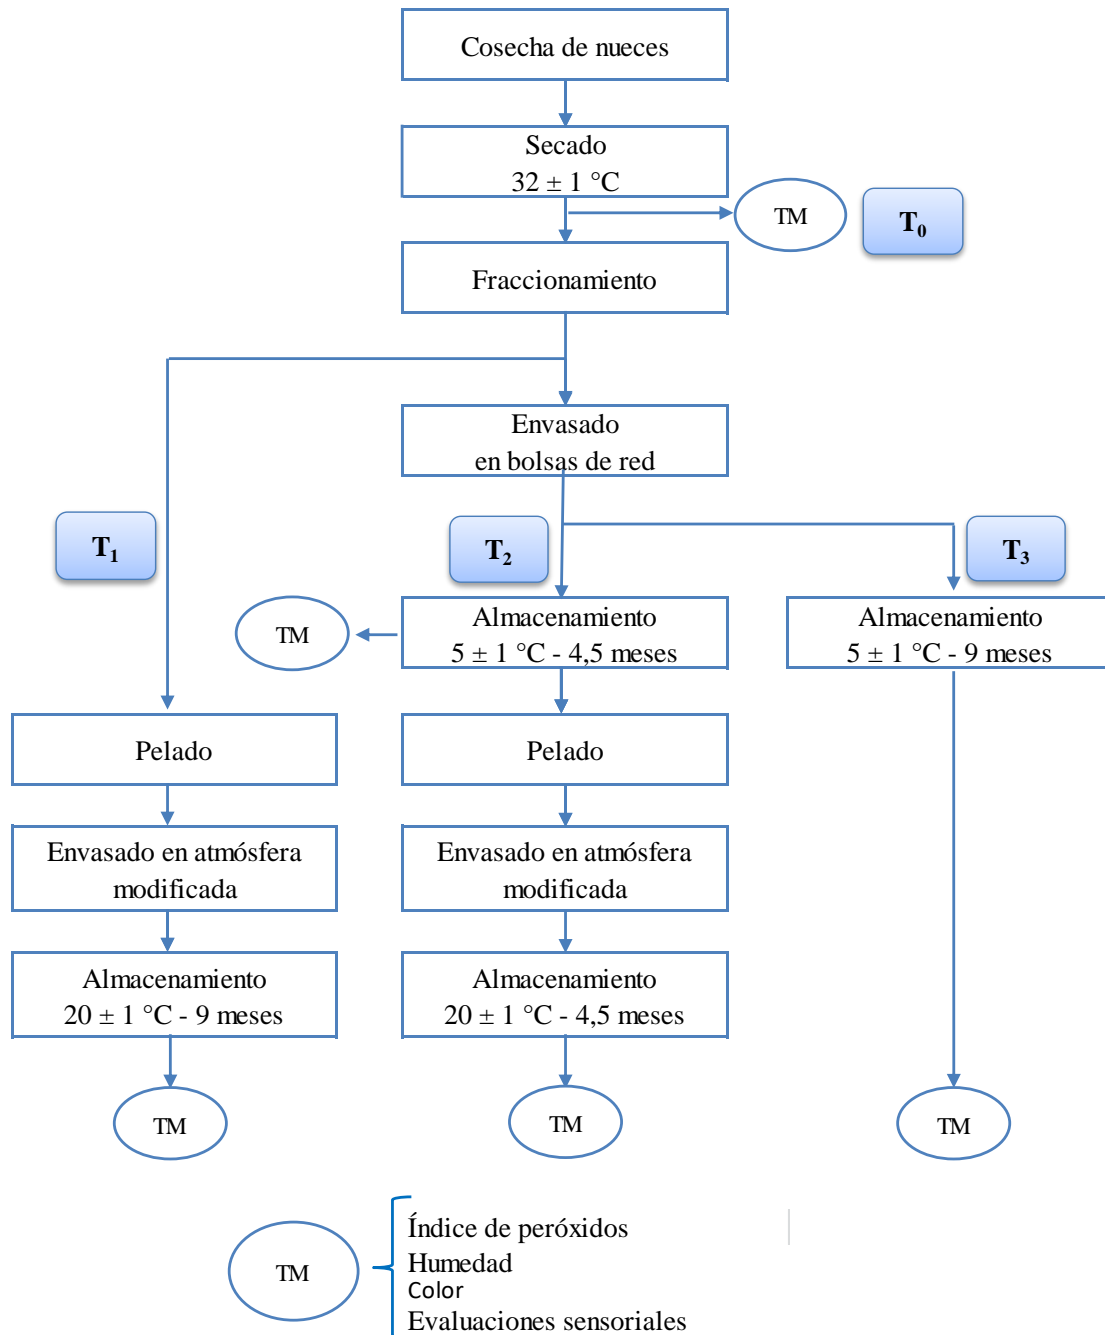 Cosecha de nueces
Secado
32 ± 1 °C
TM
T₀
Fraccionamiento
Envasado
en bolsas de red
T₁
T₂
T₃
TM
Almacenamiento
5 ± 1 °C - 4,5 meses
Almacenamiento
5 ± 1 °C - 9 meses
Pelado
Pelado
Envasado en atmósfera
modificada
Envasado en atmósfera
modificada
Almacenamiento
20 ± 1 °C - 9 meses
Almacenamiento
20 ± 1 °C - 4,5 meses
TM
TM
TM
TM
Índice de peróxidos
Humedad
Color
Evaluaciones sensoriales